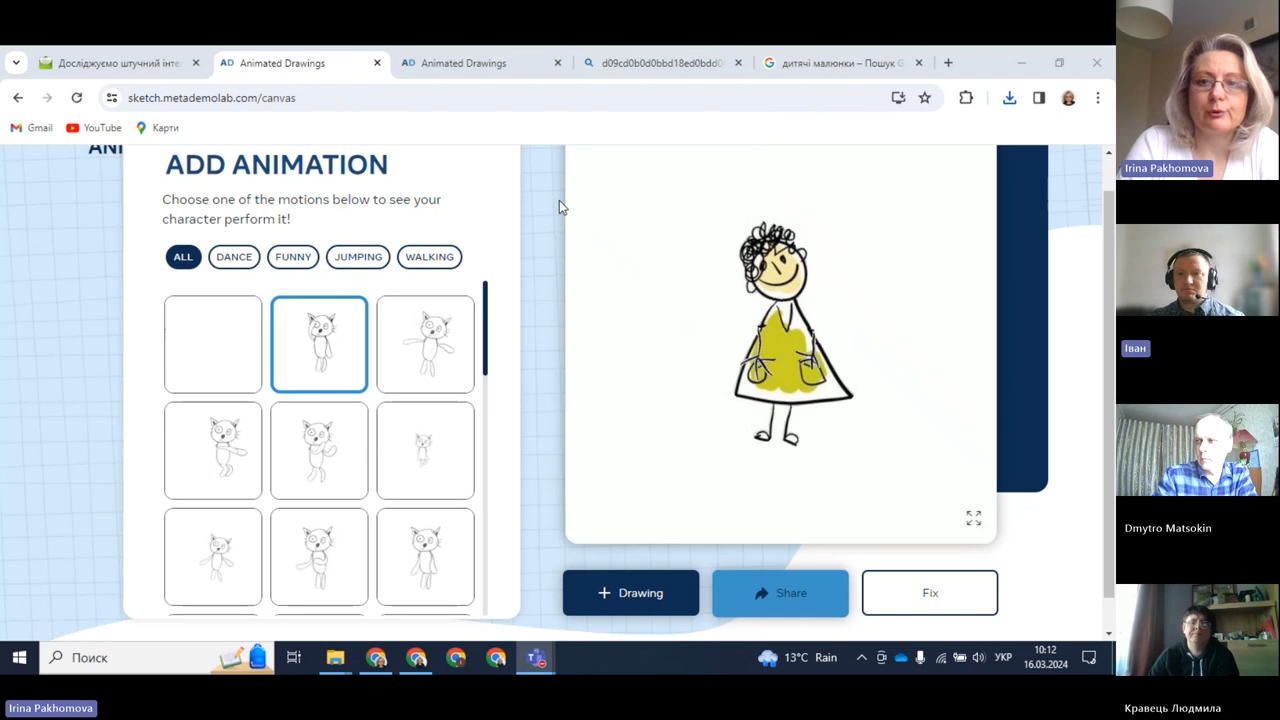 Досліджуємо штучний інте
AD Animated Drawings
AD Animated Drawings
d09cd0b0d0bbd18ed0bdd0
дитячі малюнки – Пошук G
sketch.metademolab.com/canvas
Gmail
YouTube
Карти
ANI
ADD ANIMATION
Choose one of the motions below to see your
character perform it!
ALL
DANCE
FUNNY
JUMPING
WALKING
+ Drawing
Share
Fix
Irina Pakhomova
Іван
Dmytro Matsokin
Кравець Людмила
Поиск
13°C Rain
УКР
10:12
16.03.2024
Irina Pakhomova